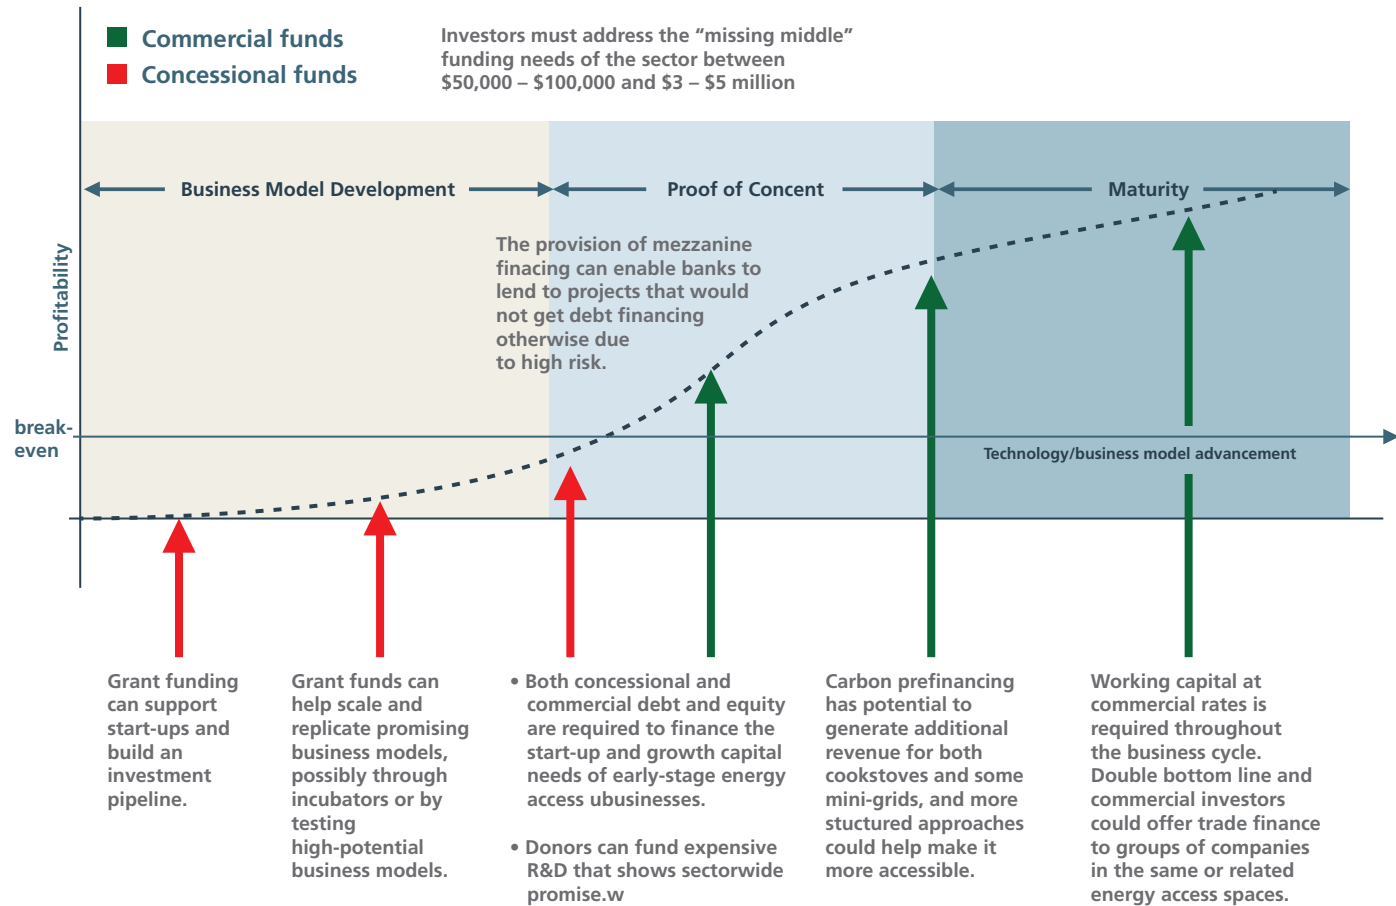 Commercial funds
Concessional funds
Investors must address the “missing middle”
funding needs of the sector between
$50,000 – $100,000 and $3 – $5 million
Business Model Development
Proof of Concent
Maturity
The provision of mezzanine
finacing can enable banks to
lend to projects that would
not get debt financing
otherwise due
to high risk.
Profitability
break-
even
Technology/business model advancement
Grant funding
can support
start-ups and
build an
investment
pipeline.
Grant funds can
help scale and
replicate promising
business models,
possibly through
incubators or by
testing
high-potential
business models.
• Both concessional and
commercial debt and equity
are required to finance the
start-up and growth capital
needs of early-stage energy
access ubusinesses.
• Donors can fund expensive
R&D that shows sectorwide
promise.w
Carbon prefinancing
has potential to
generate additional
revenue for both
cookstoves and some
mini-grids, and more
stuctured approaches
could help make it
more accessible.
Working capital at
commercial rates is
required throughout
the business cycle.
Double bottom line and
commercial investors
could offer trade finance
to groups of companies
in the same or related
energy access spaces.